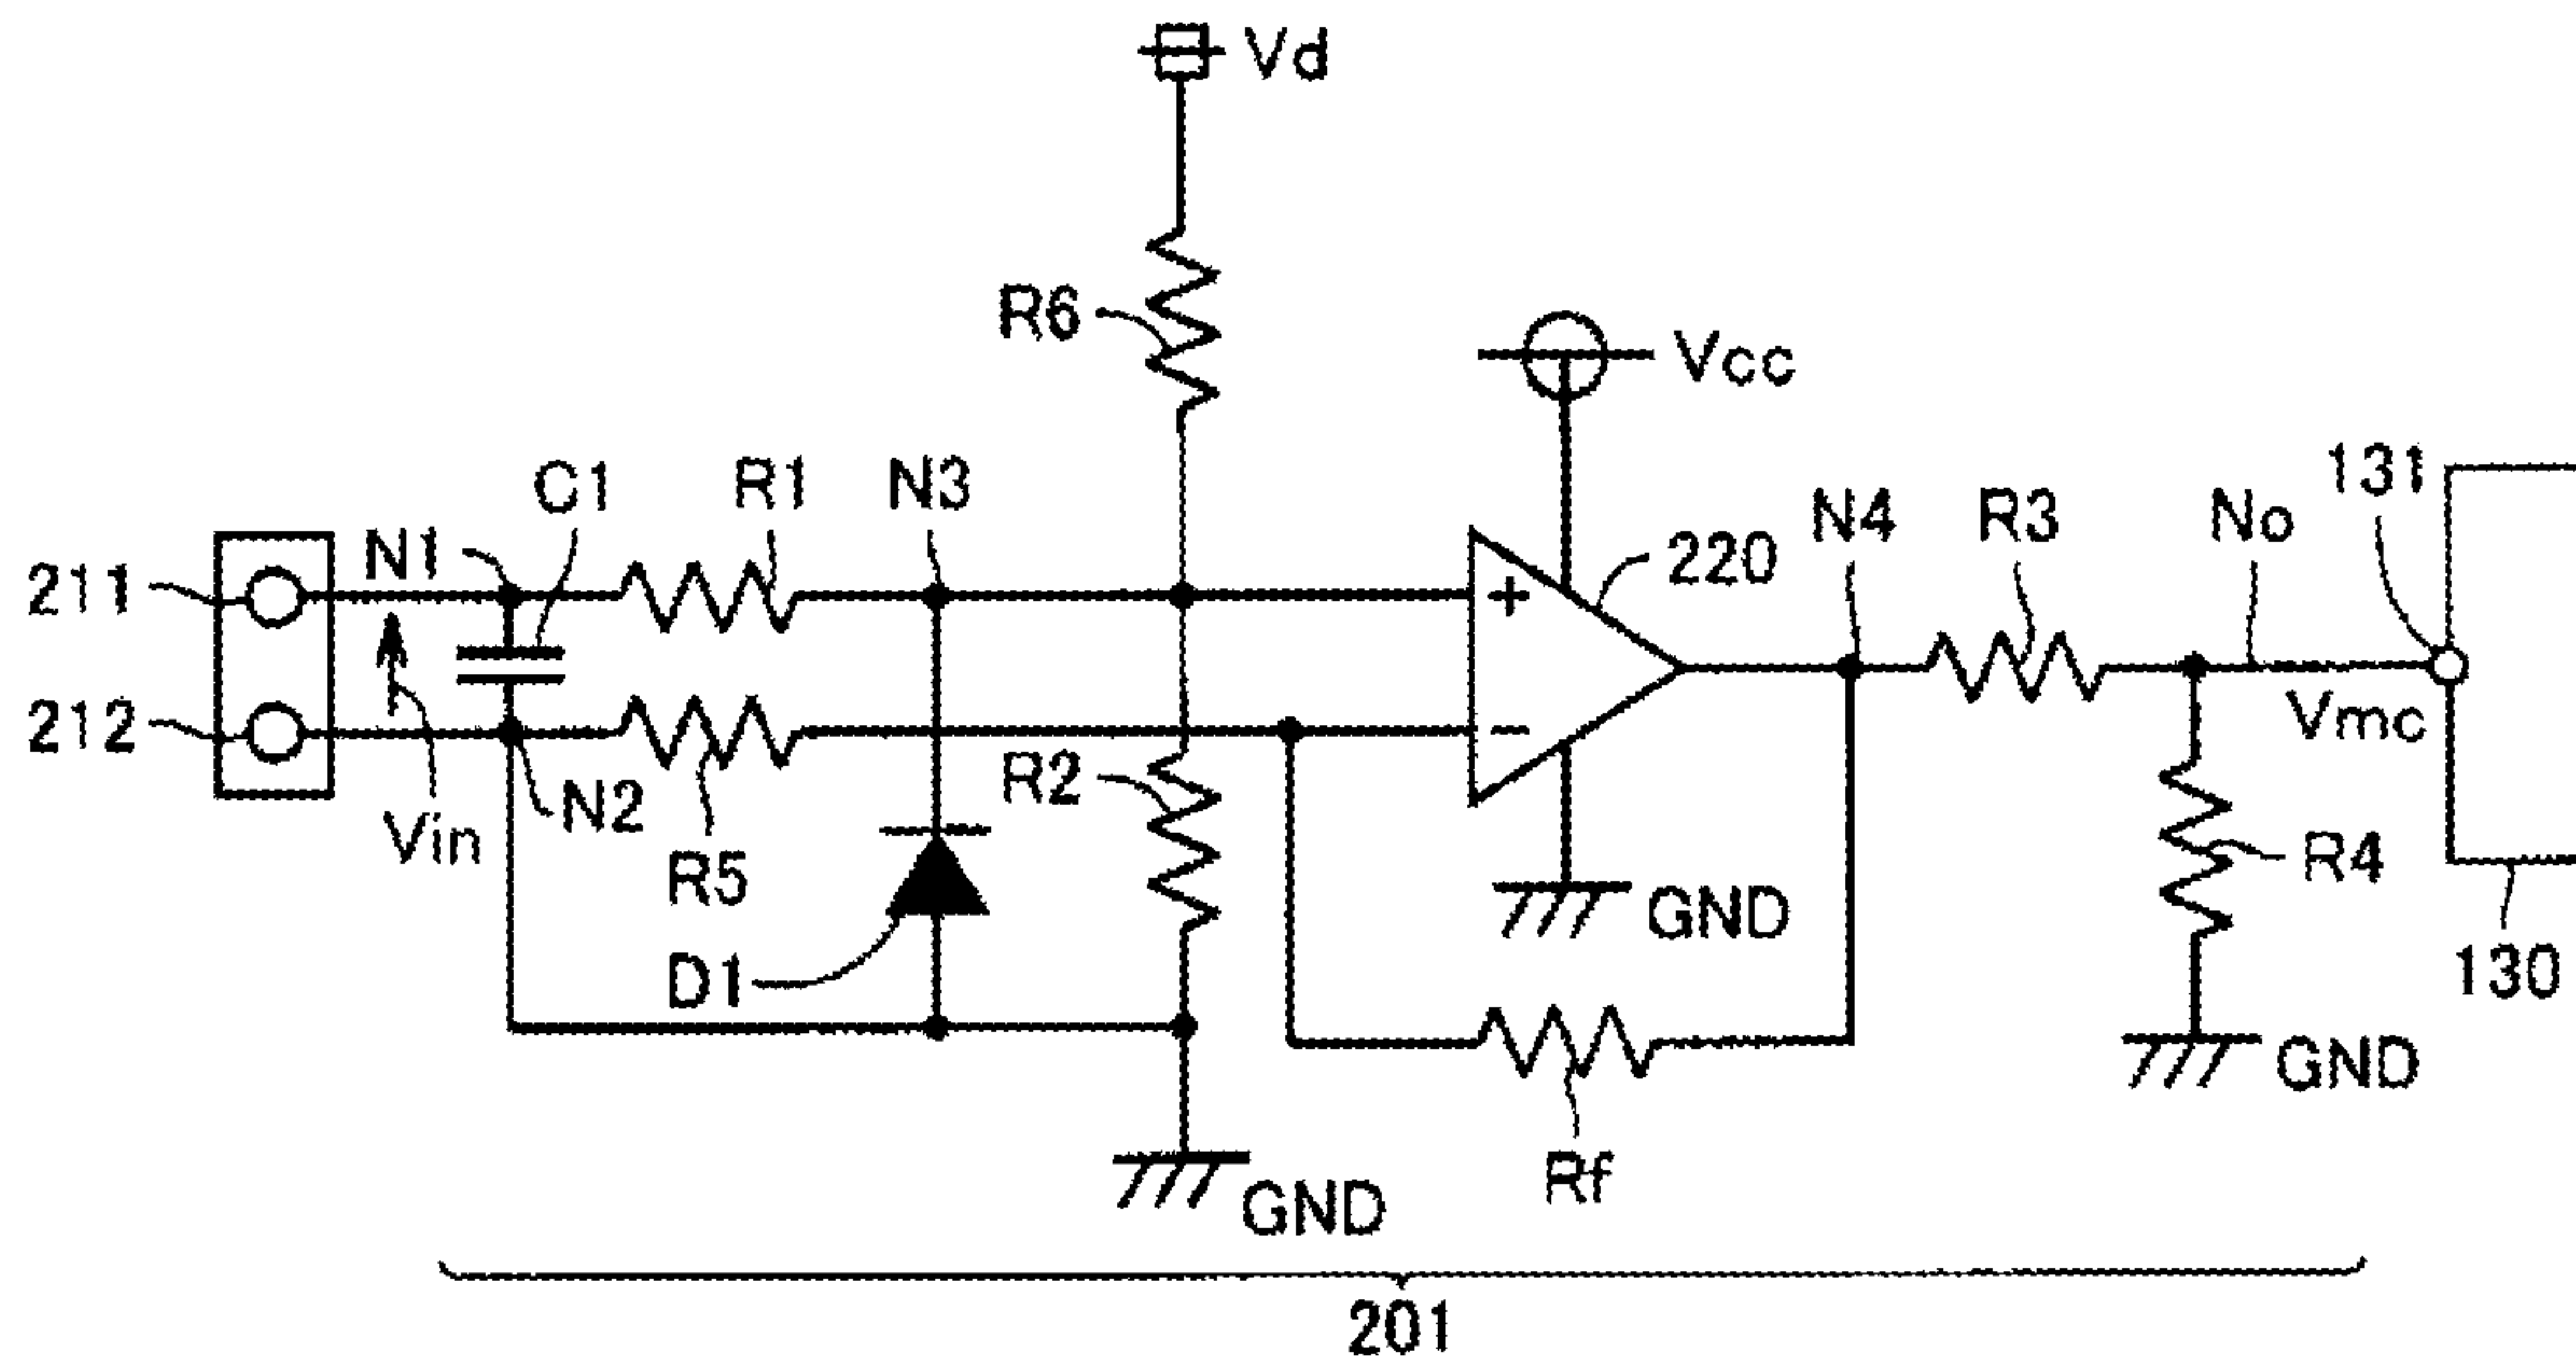 Vd
R6
Vcc
C1
R1
N3
131
N1
N4
R3
No
211
220
+
212
−
Vmc
Vin
N2
R5
R2
R4
D1
GND
130
GND
Rf
GND
201